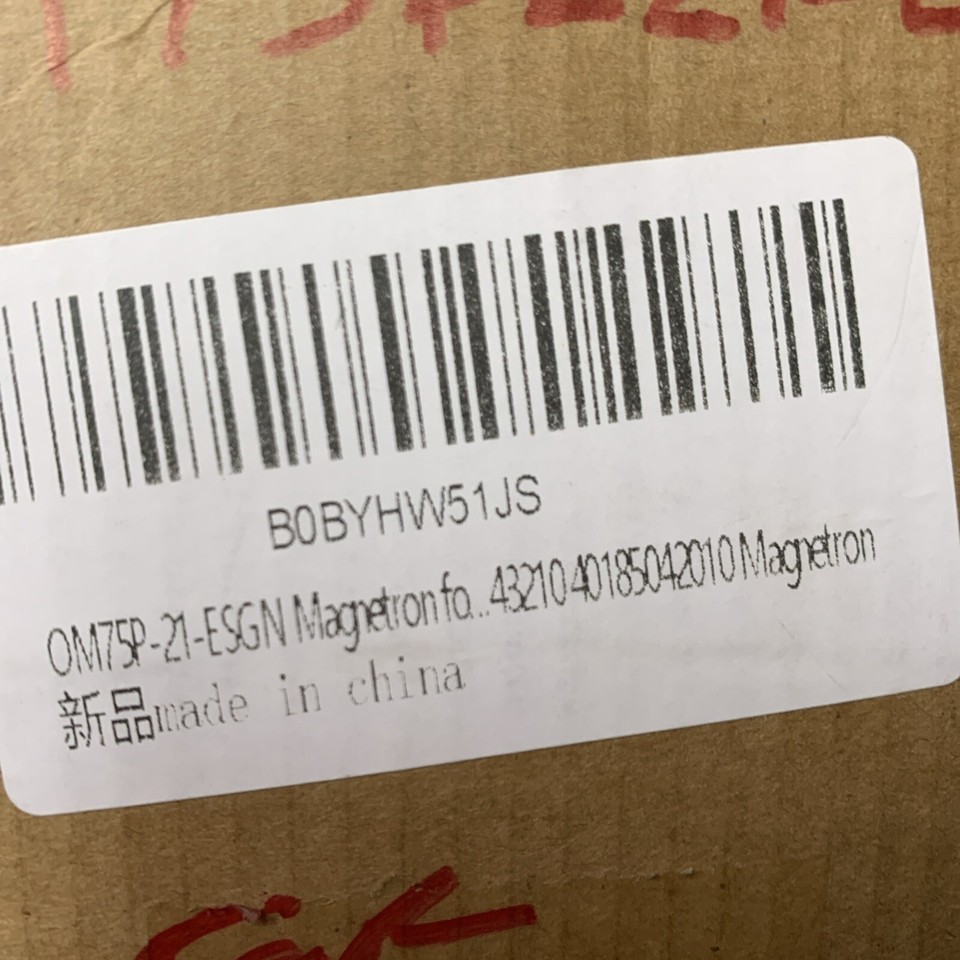 B0BYHW51JS
OM75P-21-ESGN Magnetron fo...43210 40185042010 Magnetron
新品made in china